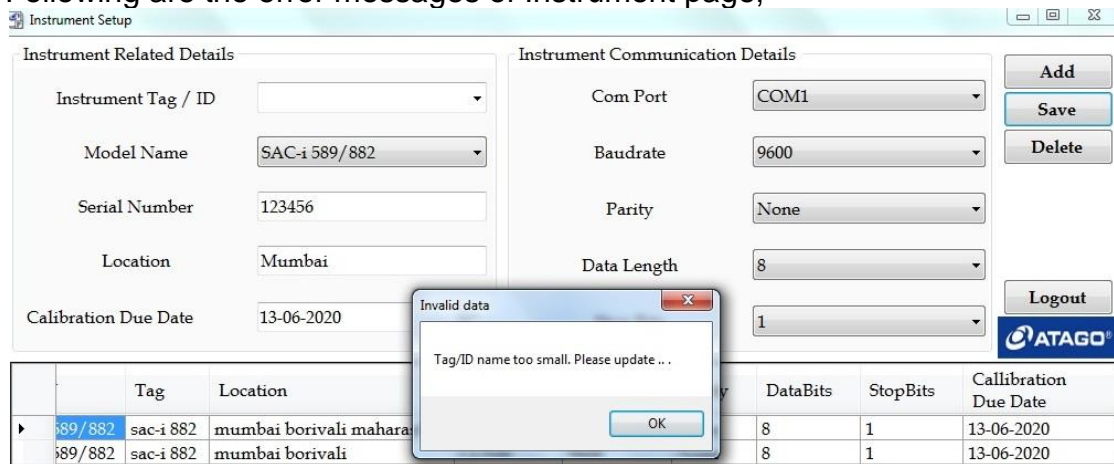 Following are the error messages of instrument page,
Instrument Setup
Instrument Related Details
Instrument Tag / ID
Model Name SAC-i 589/882
Serial Number 123456
Location Mumbai
Calibration Due Date 13-06-2020
Instrument Communication Details
Com Port COM1
Baudrate 9600
Parity None
Data Length 8
1
Add
Save
Delete
Logout
ATAGO®
Invalid data
Tag/ID name too small. Please update .. .
OK
Tag Location y DataBits StopBits Callibration
Due Date
589/882 sac-i 882 mumbai borivali mahara 8 1 13-06-2020
589/882 sac-i 882 mumbai borivali 8 1 13-06-2020